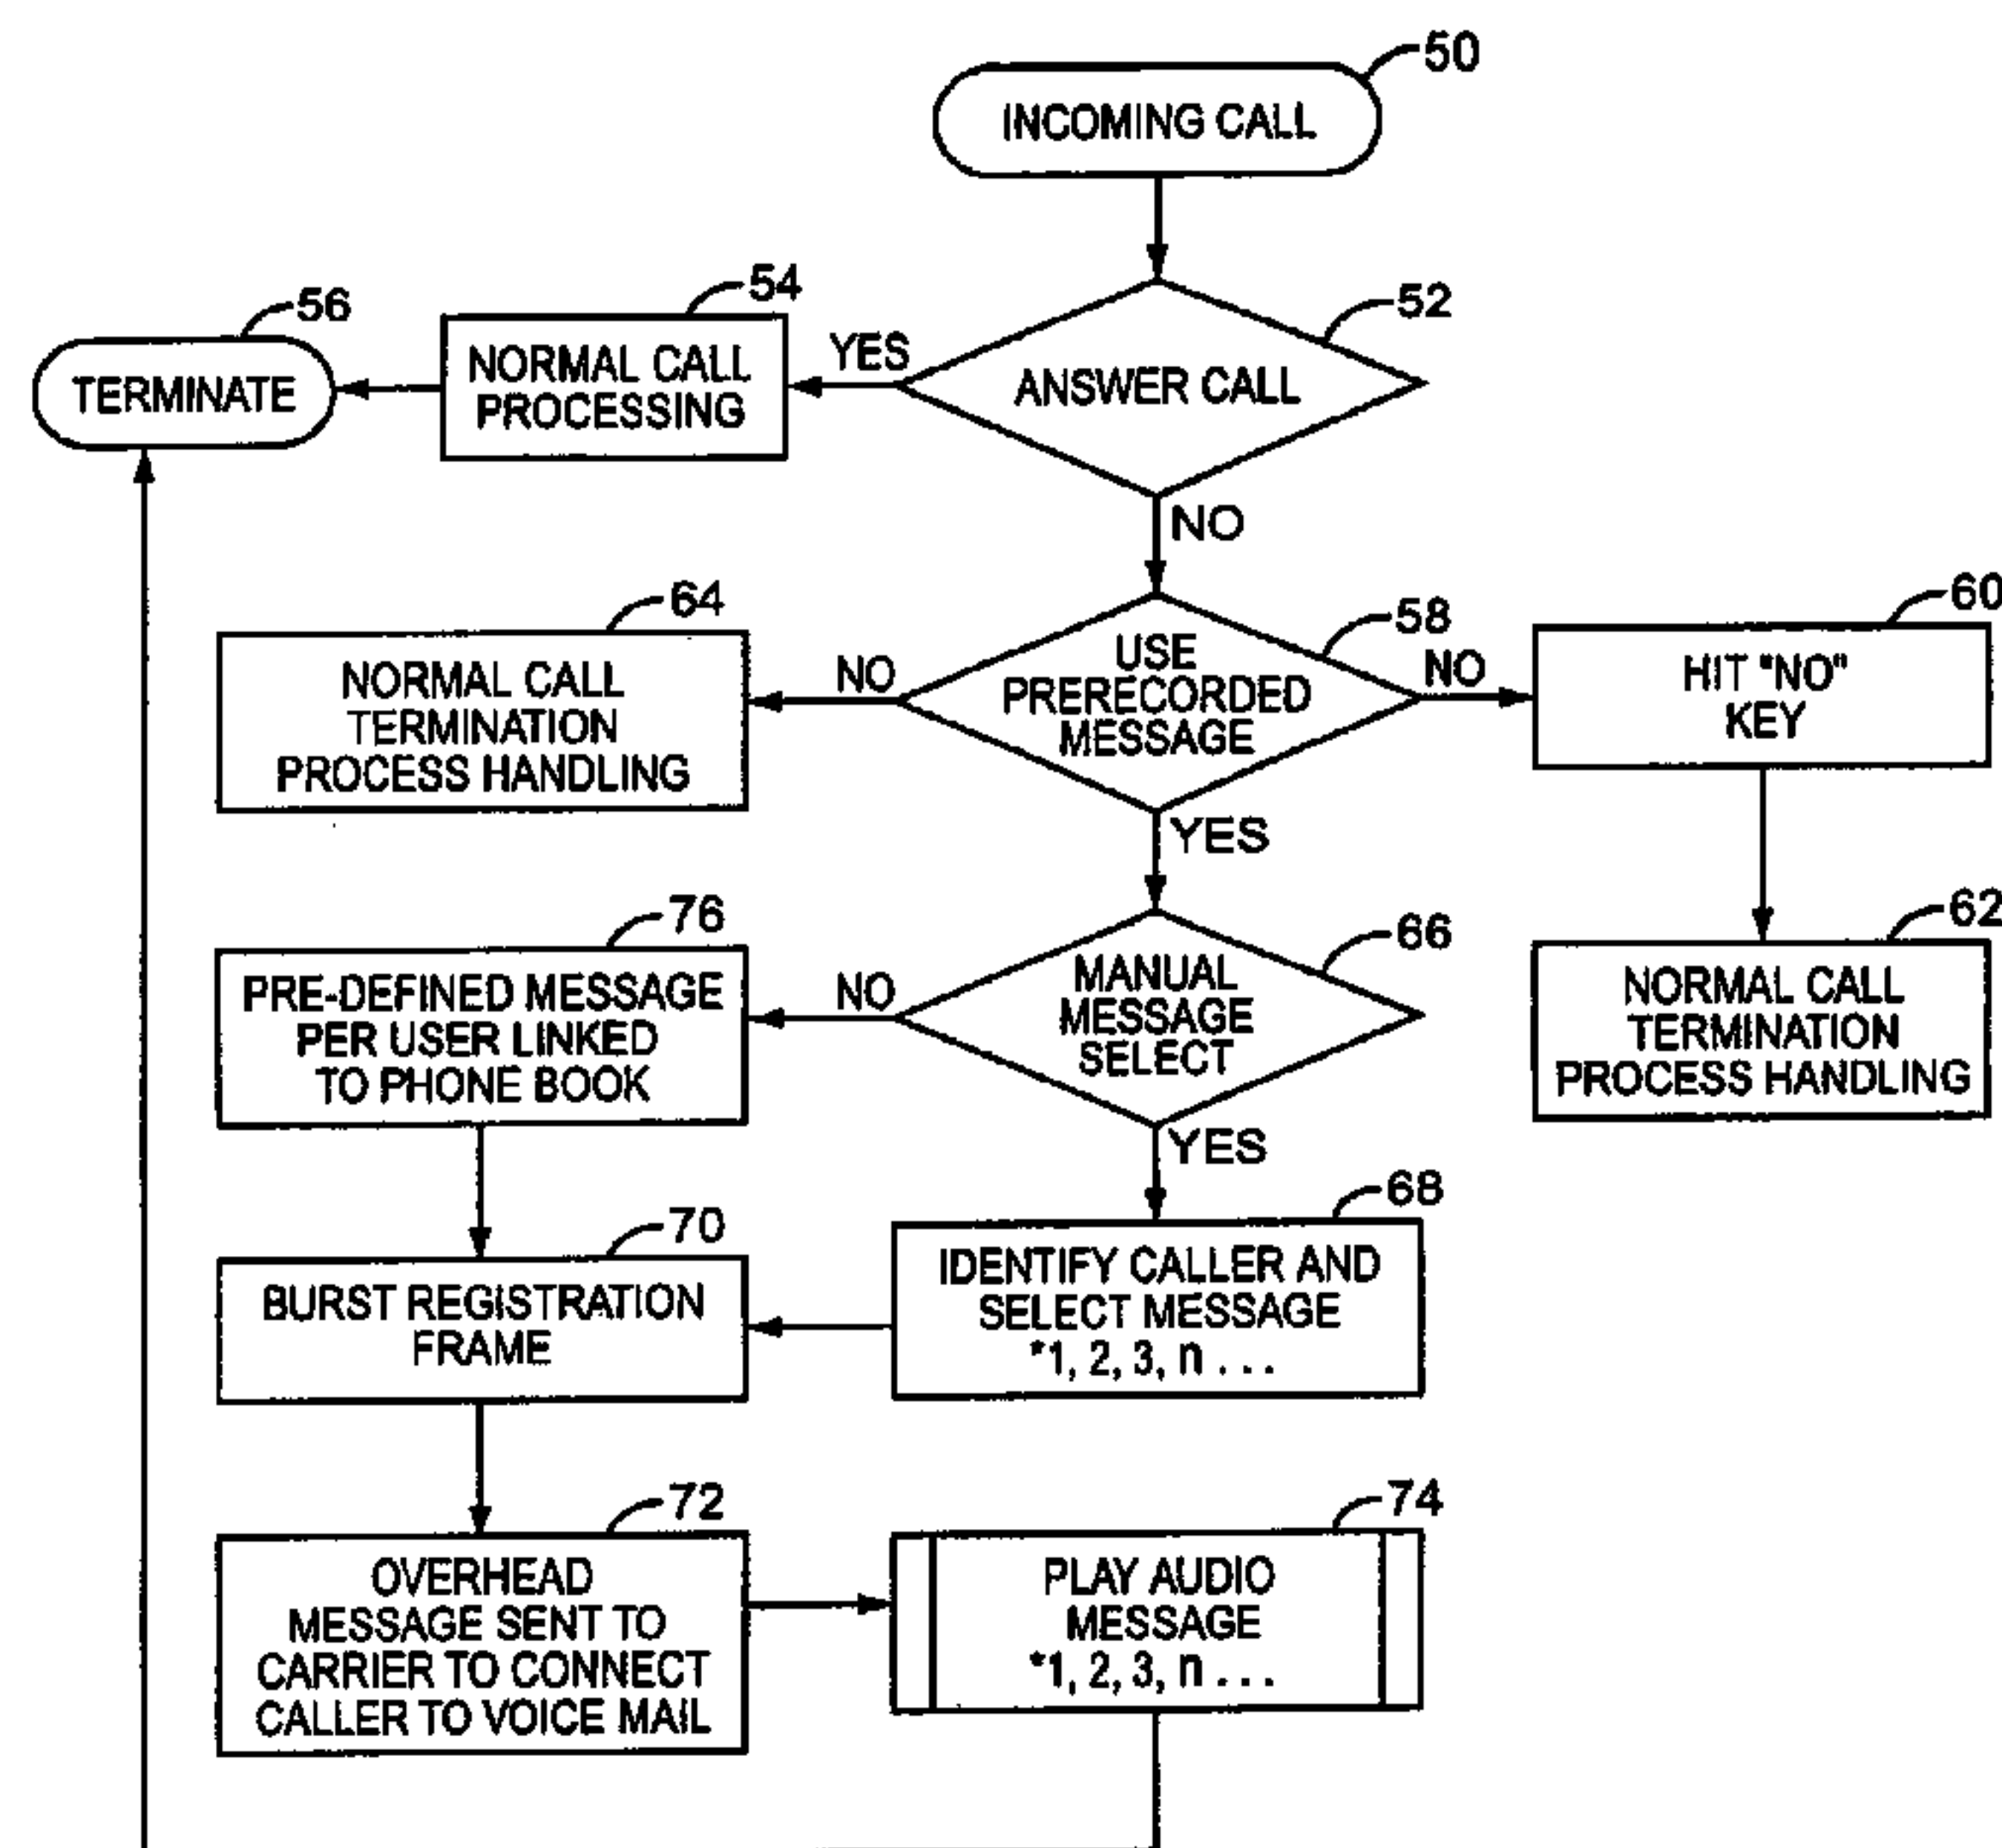 50
INCOMING CALL
52
ANSWER CALL
YES
54
NORMAL CALL
PROCESSING
56
TERMINATE
NO
58
USE
PRERECORDED
MESSAGE
NO
64
NORMAL CALL
TERMINATION
PROCESS HANDLING
NO
60
HIT "NO"
KEY
62
NORMAL CALL
TERMINATION
PROCESS HANDLING
YES
66
MANUAL
MESSAGE
SELECT
NO
76
PRE-DEFINED MESSAGE
PER USER LINKED
TO PHONE BOOK
YES
68
IDENTIFY CALLER AND
SELECT MESSAGE
*1, 2, 3, n . . .
70
BURST REGISTRATION
FRAME
72
OVERHEAD
MESSAGE SENT TO
CARRIER TO CONNECT
CALLER TO VOICE MAIL
74
PLAY AUDIO
MESSAGE
*1, 2, 3, n . . .